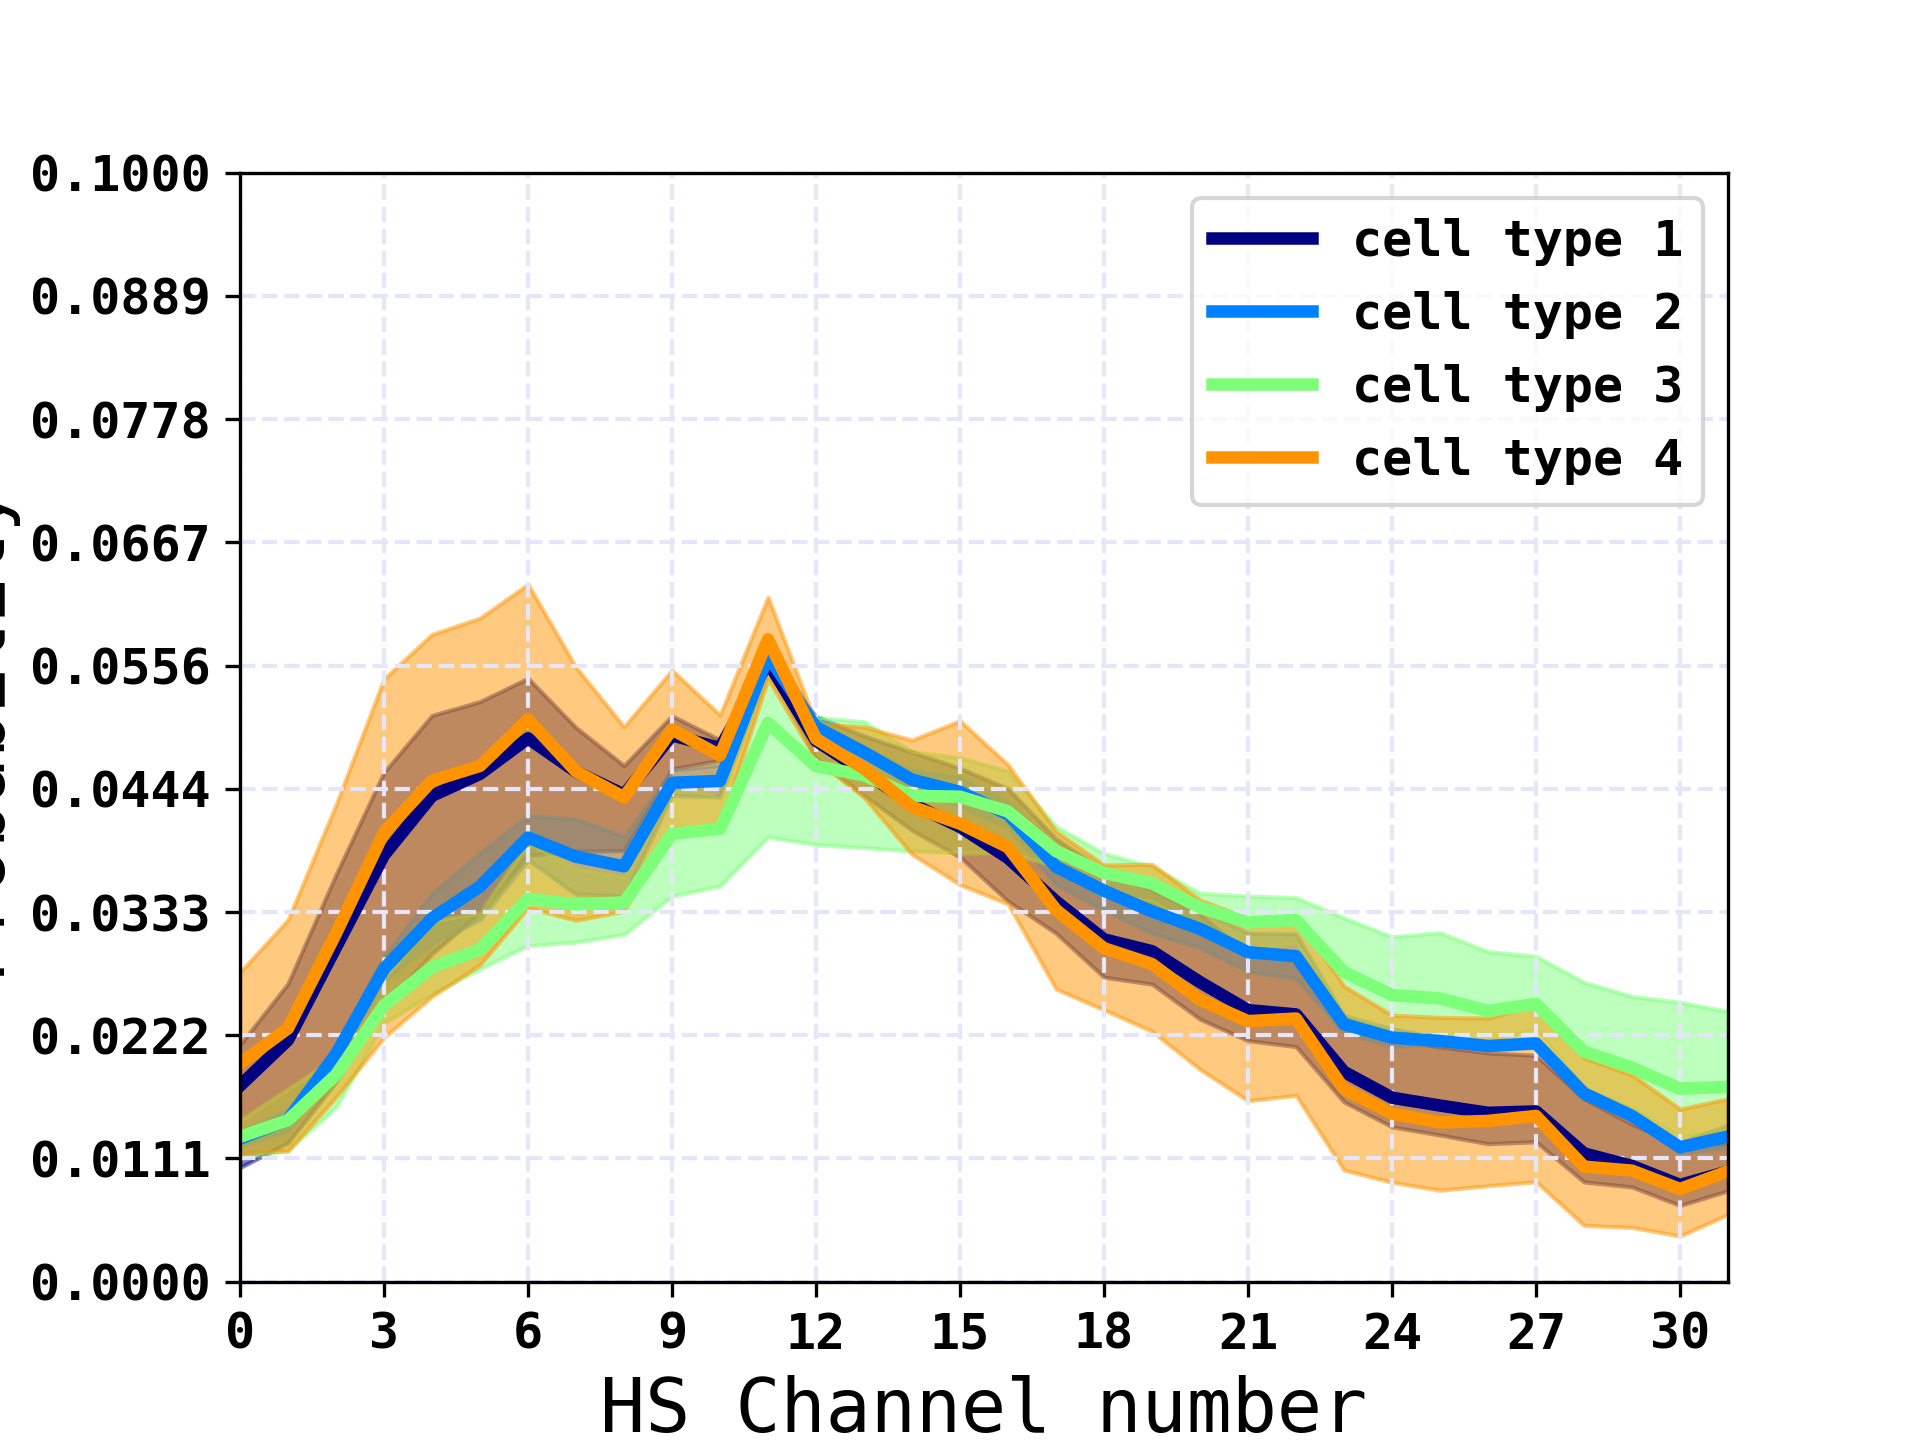 0.1000
0.0889
0.0778
0.0667
0.0556
0.0444
0.0333
0.0222
0.0111
0.0000
cell type 1
cell type 2
cell type 3
cell type 4
0 3 6 9 12 15 18 21 24 27 30
HS Channel number